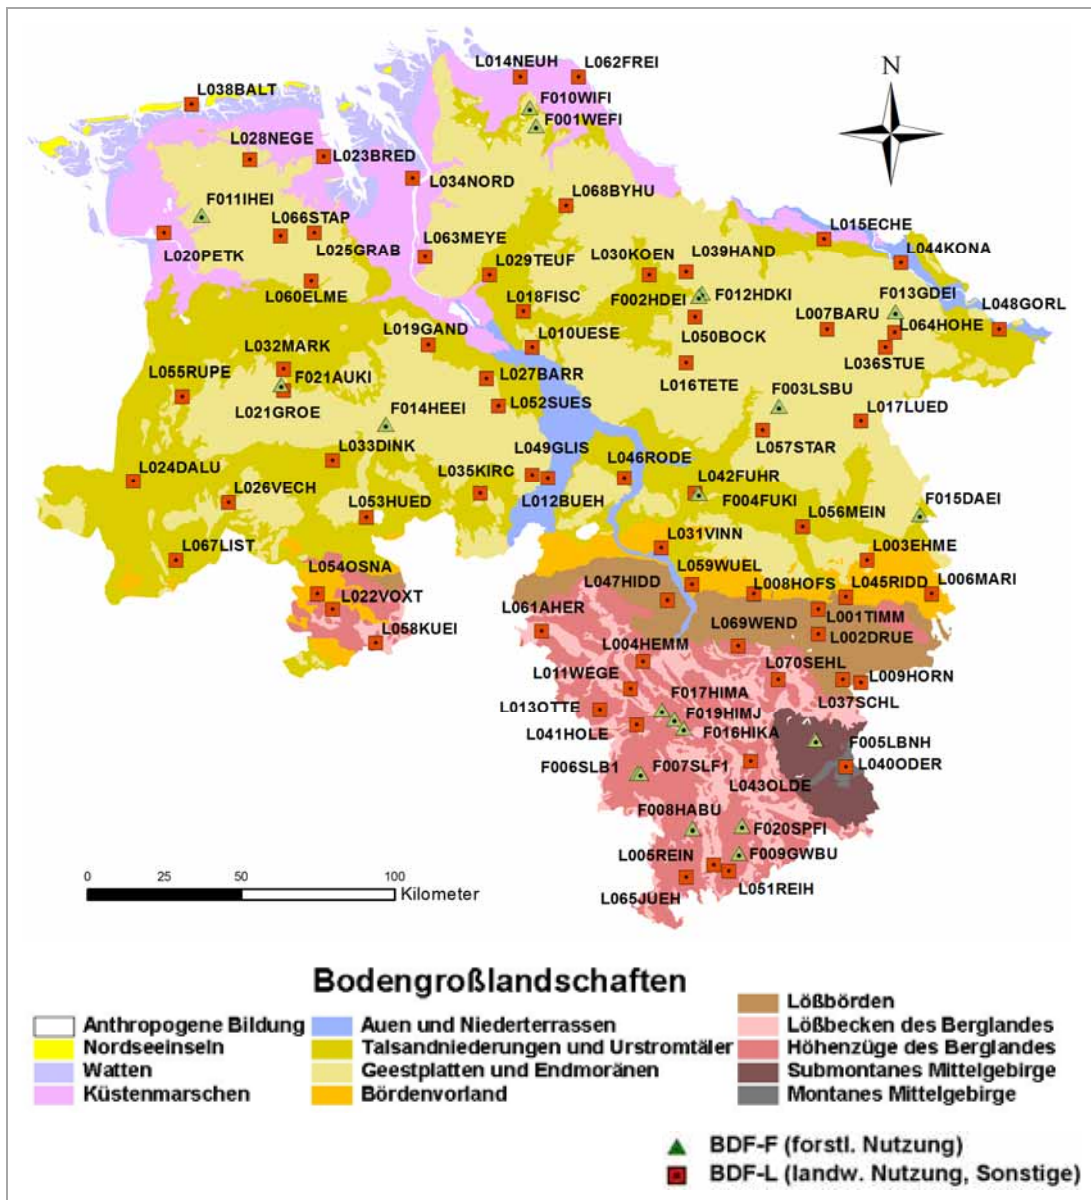 L014NEUH
L062FREI
N
L038BALT
F010WIFI
F001WEFI
L028NEGE
L023BRED
L034NORD
F011IHEI
L068BYHU
L066STAP
L015ECHE
L020PETK
L025GRAB
L063MEYE
L039HAND
L044KONA
L029TEUF
L030KOEN
L060ELME
F002HDEI
F012HDKI
F013GDEI
L018FISC
L007BARU
L048GORL
L019GAND
L010UESE
L050BOCK
L064HOHE
L032MARK
L036STUE
L055RUPE
F021AUKI
L027BARR
L016TETE
F003LSBU
L021GROE
F014HEEI
L052SUES
L017LUED
L057STAR
L033DINK
L049GLIS
L046RODE
L024DALU
L035KIRC
L042FUHR
L026VECH
L012BUEH
F004FUKI
F015DAEI
L053HUED
L056MEIN
L067LIST
L031VINN
L003EHME
L054OSNA
L059WUEL
L047HIDD
L008HOFS
L045RIDD
L006MARI
L022VOXT
L061AHER
L001TIMM
L069WEND
L002DRUE
L058KUEI
L004HEMM
L070SEHL
L011WEGE
L009HORN
F017HIMA
L037SCHL
L013OTTE
F019HIMJ
L041HOLE
F016HIKA
F005LBNH
F006SLB1
F007SLF1
L040ODER
L043OLDE
F008HABU
F020SPFI
L005REIN
F009GWBU
L051REIH
L065JUEH
0 50 100
Kilometer
Bodengroßlandschaften
Anthropogene Bildung
Nordseeinseln
Watten
Küstenmarschen
Auen und Niederterrassen
Talsandniederungen und Urstromtäler
Geestplatten und Endmoränen
Bördenvorland
Lößbörden
Lößbecken des Berglandes
Höhenzüge des Berglandes
Submontanes Mittelgebirge
Montanes Mittelgebirge
BDF-F (forstl. Nutzung)
BDF-L (landw. Nutzung, Sonstige)